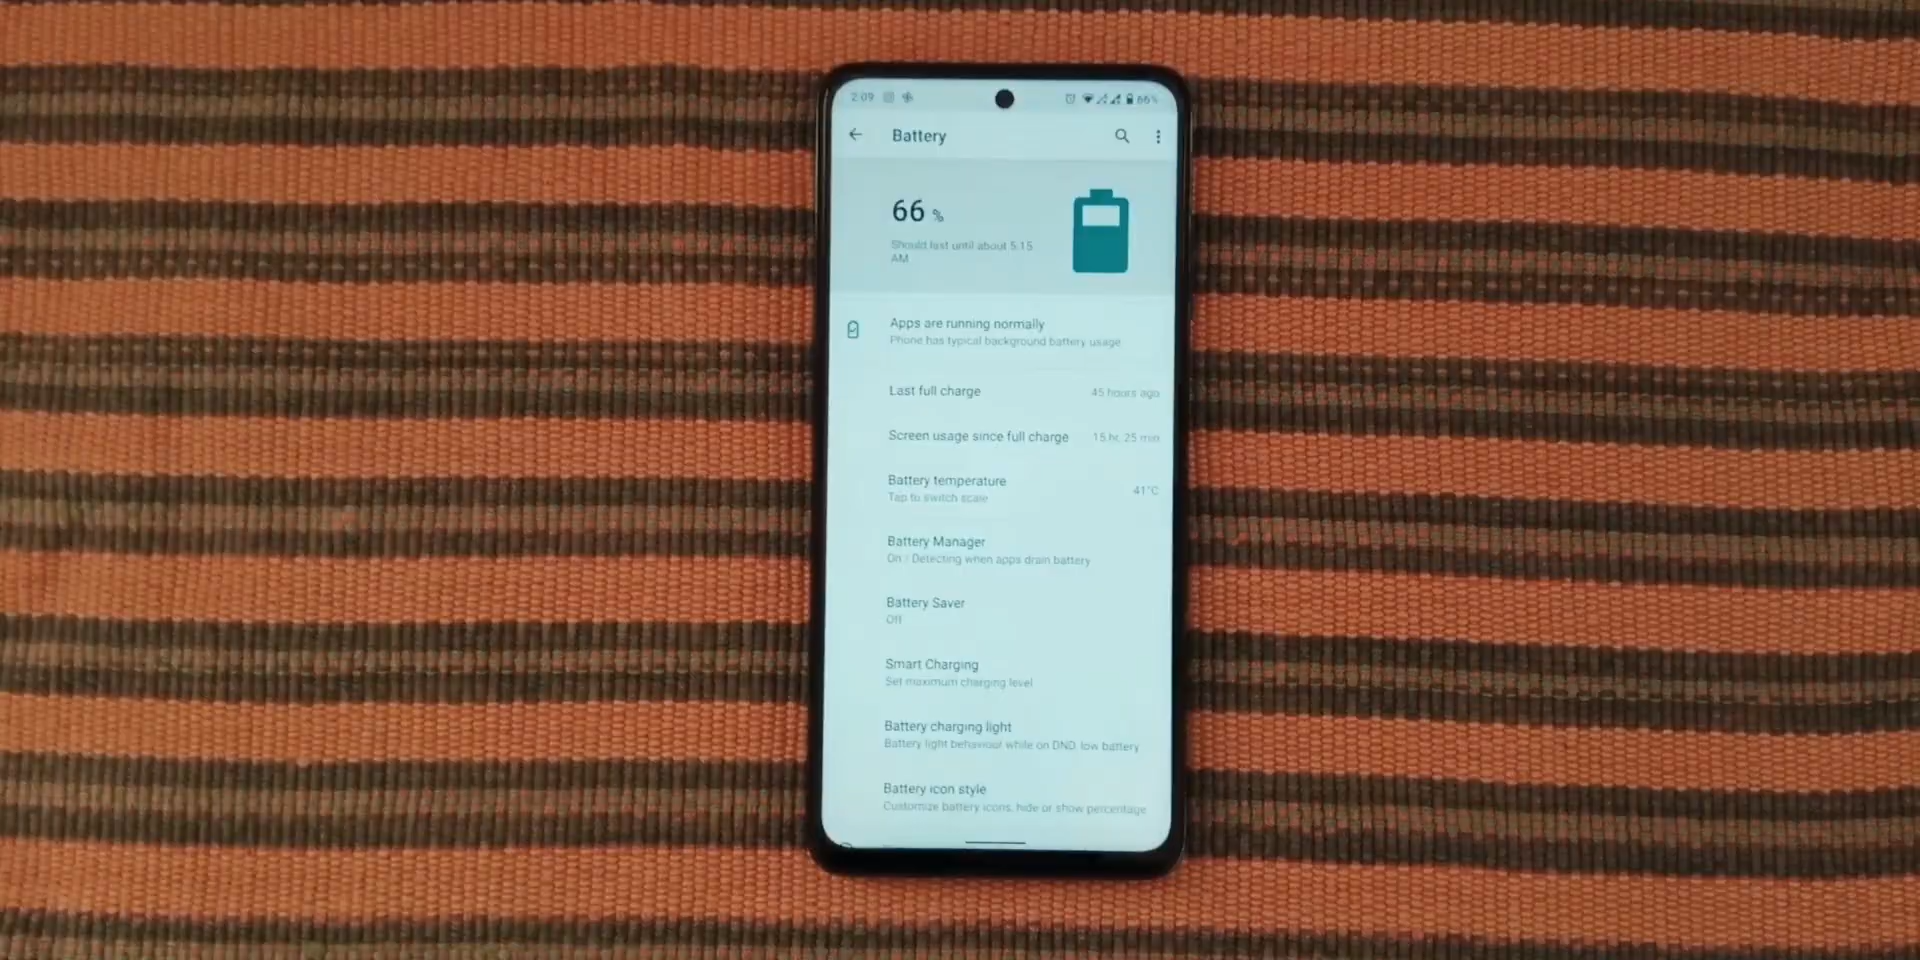 2:09
66%
Battery
66 %
Should last until about 5:15
AM
Apps are running normally
Phone has typical background battery usage
Last full charge 45 hours ago
Screen usage since full charge 15 hr, 25 min
Battery temperature
Tap to switch scale 41°C
Battery Manager
On / Detecting when apps drain battery
Battery Saver
Off
Smart Charging
Set maximum charging level
Battery charging light
Battery light behaviour while on DND, low battery
Battery icon style
Customize battery icons, hide or show percentage